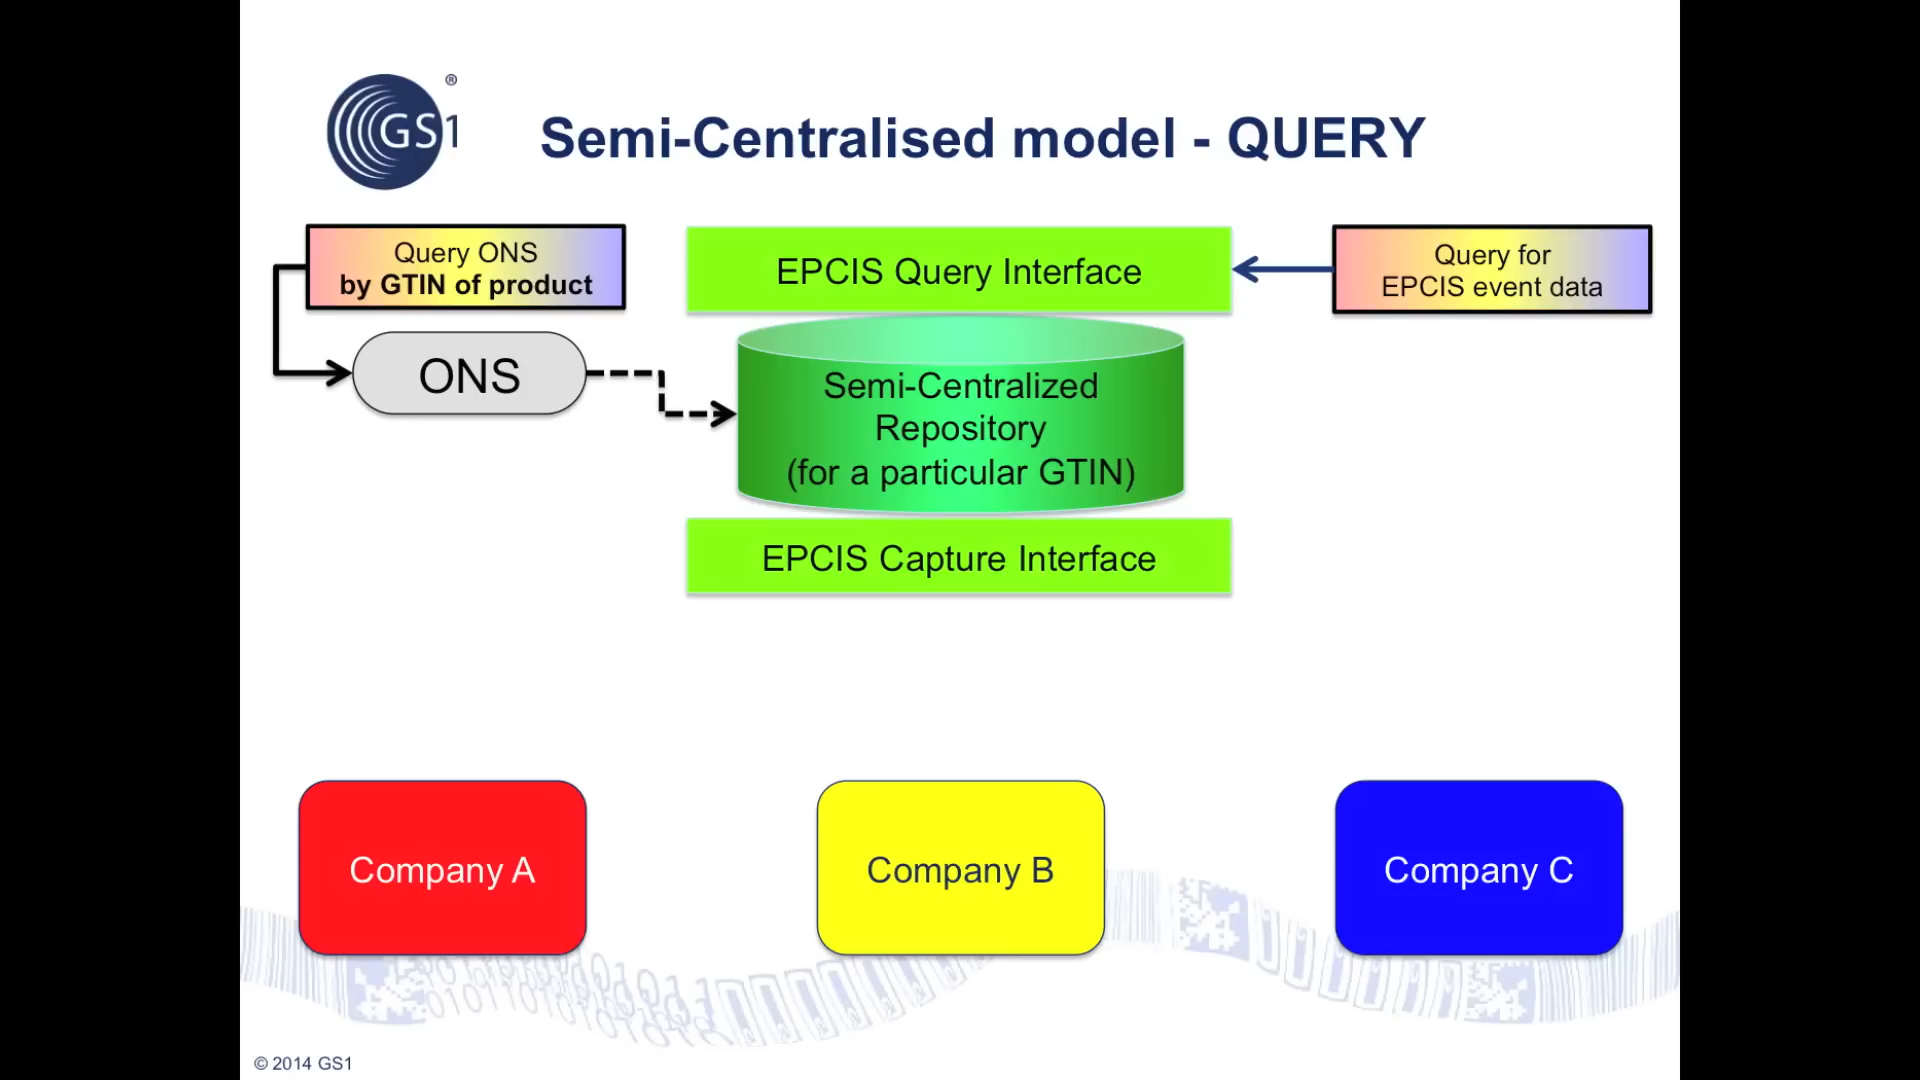 GS1 ®
Semi-Centralised model - QUERY
Query ONS
by GTIN of product
EPCIS Query Interface
Query for
EPCIS event data
ONS
Semi-Centralized
Repository
(for a particular GTIN)
EPCIS Capture Interface
Company A
Company B
Company C
© 2014 GS1